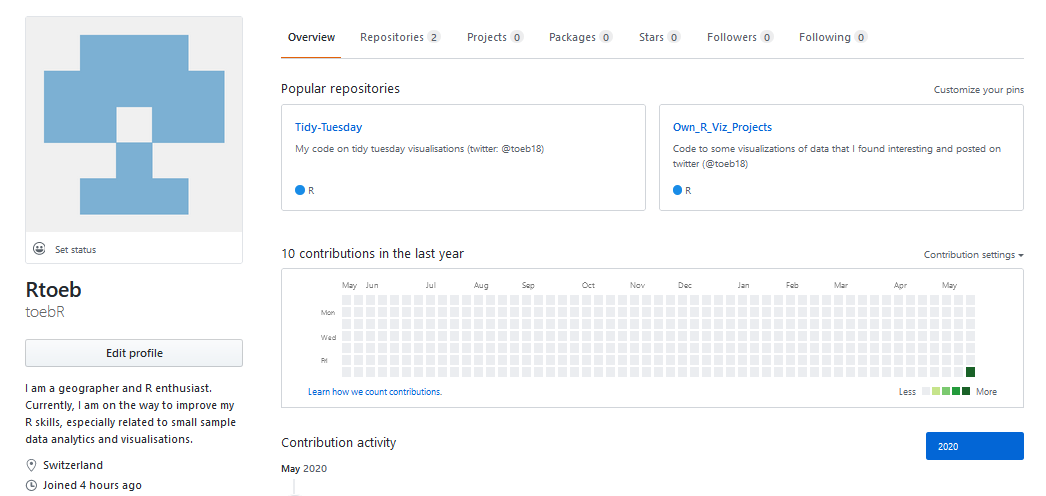 Overview Repositories 2 Projects 0 Packages 0 Stars 0 Followers 0 Following 0
Popular repositories
Customize your pins
Tidy-Tuesday
My code on tidy tuesday visualisations (twitter: @toeb18)
R
Own_R_Viz_Projects
Code to some visualizations of data that I found interesting and posted on
twitter (@toeb18)
R
Set status
Rtoeb
toebR
Edit profile
I am a geographer and R enthusiast.
Currently, I am on the way to improve my
R skills, especially related to small sample
data analytics and visualisations.
Switzerland
Joined 4 hours ago
10 contributions in the last year
Contribution settings
May Jun Jul Aug Sep Oct Nov Dec Jan Feb Mar Apr May
Mon
Wed
Fri
Learn how we count contributions.
Less More
Contribution activity
2020
May 2020